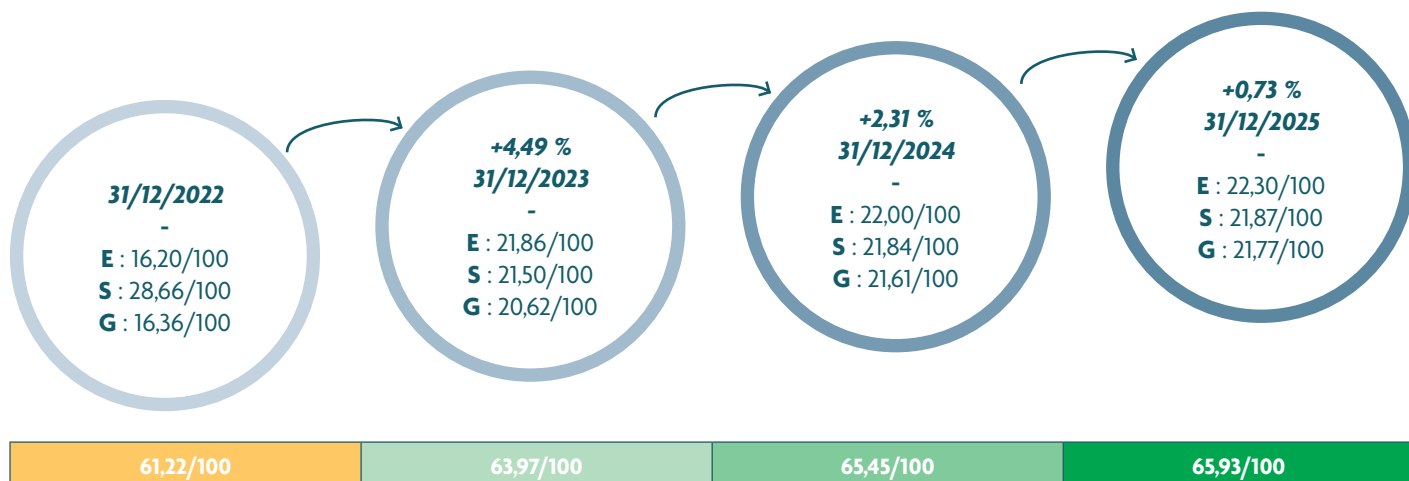 31/12/2022
-
E : 16,20/100
S : 28,66/100
G : 16,36/100
+4,49 %
31/12/2023
-
E : 21,86/100
S : 21,50/100
G : 20,62/100
+2,31 %
31/12/2024
-
E : 22,00/100
S : 21,84/100
G : 21,61/100
+0,73 %
31/12/2025
-
E : 22,30/100
S : 21,87/100
G : 21,77/100
61,22/100
63,97/100
65,45/100
65,93/100